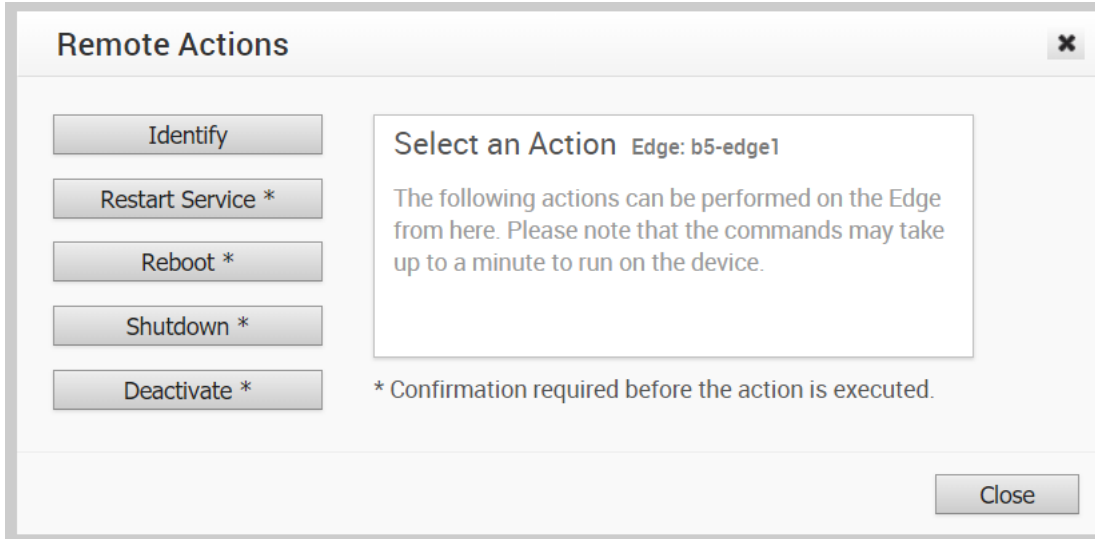 Remote Actions
Identify
Restart Service *
Reboot *
Shutdown *
Deactivate *
Select an Action Edge: b5-edge1
The following actions can be performed on the Edge
from here. Please note that the commands may take
up to a minute to run on the device.
* Confirmation required before the action is executed.
Close